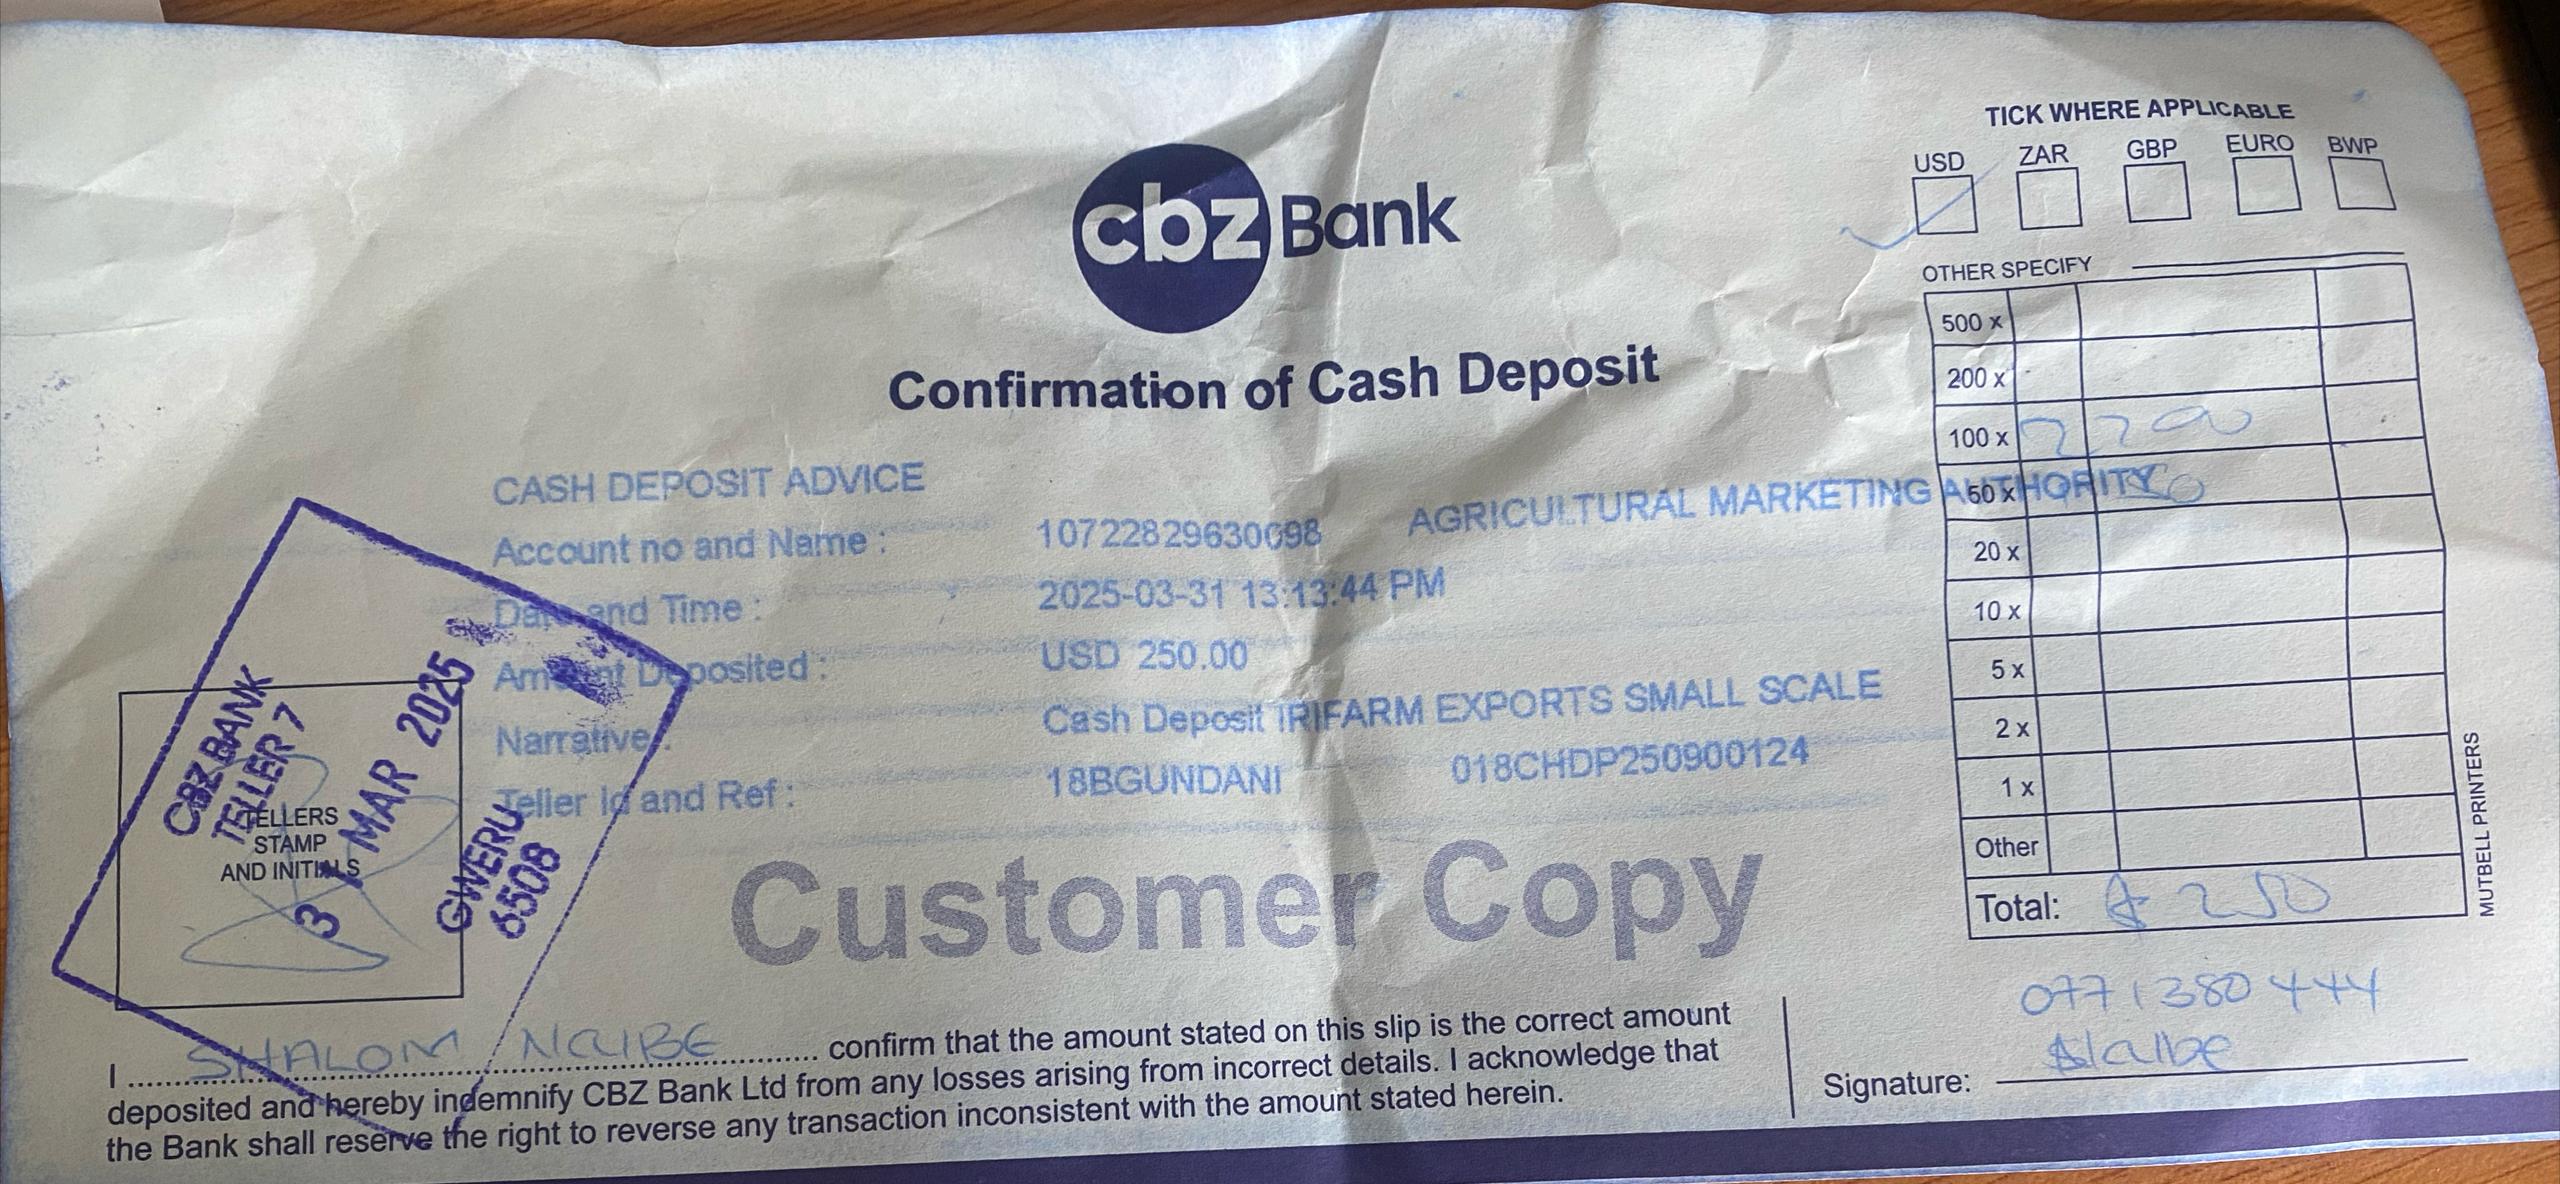 TICK WHERE APPLICABLE
USD ZAR GBP EURO BWP
OTHER SPECIFY
cbz Bank
Confirmation of Cash Deposit
500 x
200 x
100 x 2 200
50 x 50
20 x
10 x
5 x
2 x
1 x
Other
Total: $ 250
MUTBELL PRINTERS
CASH DEPOSIT ADVICE
Account no and Name : 10722829630098 AGRICULTURAL MARKETING AUTHORITY
Date and Time : 2025-03-31 13:13:44 PM
Amount Deposited : USD 250.00
Narrative : Cash Deposit IRIFARM EXPORTS SMALL SCALE
Teller Id and Ref : 18BGUNDANI 018CHDP250900124
CBZ BANK
TELLER 7
31 MAR 2025
GWERU
6508
TELLERS
STAMP
AND INITIALS
Customer Copy
I SHALOM NCUBE confirm that the amount stated on this slip is the correct amount
deposited and hereby indemnify CBZ Bank Ltd from any losses arising from incorrect details. I acknowledge that
the Bank shall reserve the right to reverse any transaction inconsistent with the amount stated herein.
0771380444
Signature: